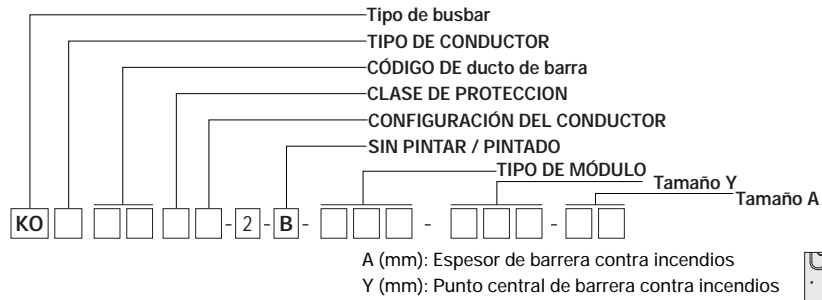 Tipo de busbar
TIPO DE CONDUCTOR
CÓDIGO DE ducto de barra
CLASE DE PROTECCION
CONFIGURACIÓN DEL CONDUCTOR
SIN PINTAR / PINTADO
TIPO DE MÓDULO
Tamaño Y
Tamaño A
KO - 2 - B - - -
A (mm): Espesor de barrera contra incendios
Y (mm): Punto central de barrera contra incendios